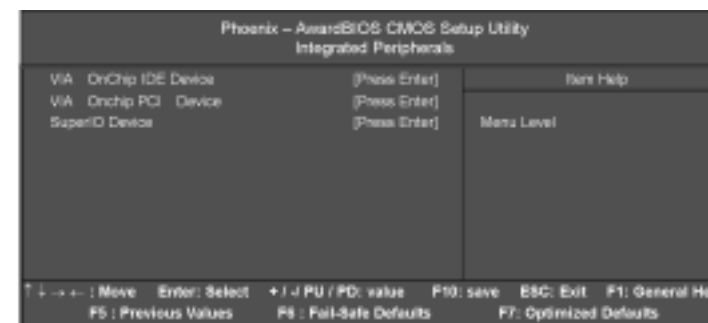 Phoenix – AwardBIOS CMOS Setup Utility
Integrated Peripherals
VIA OnChip IDE Device [Press Enter] Item Help
VIA Onchip PCI Device [Press Enter]
SuperIO Device [Press Enter] Menu Level
↑ ↓ → ← : Move Enter: Select + / -/ PU / PD: value F10: save ESC: Exit F1: General He
F5 : Previous Values F6 : Fail-Safe Defaults F7: Optimized Defaults